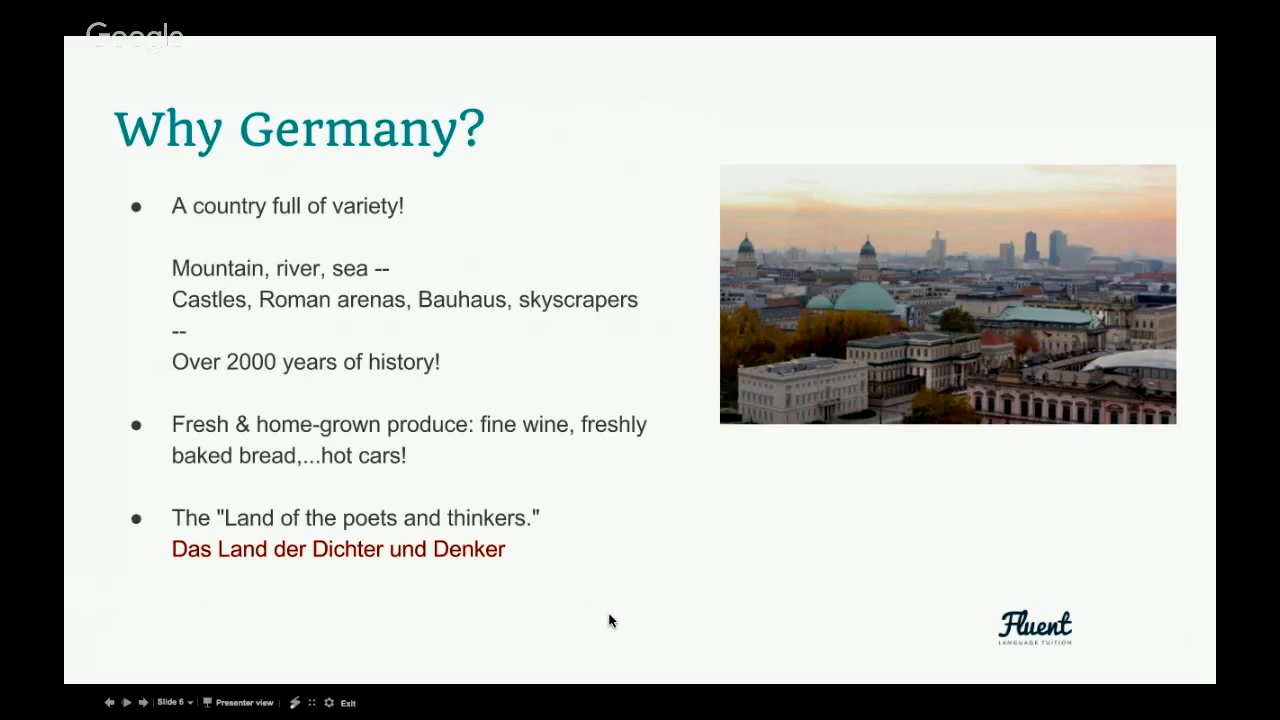 Google
Why Germany?
● A country full of variety!
Mountain, river, sea --
Castles, Roman arenas, Bauhaus, skyscrapers
--
Over 2000 years of history!
● Fresh & home-grown produce: fine wine, freshly
baked bread,...hot cars!
● The "Land of the poets and thinkers."
Das Land der Dichter und Denker
Fluent
LANGUAGE TUITION
Slide 6
Presenter view
Exit